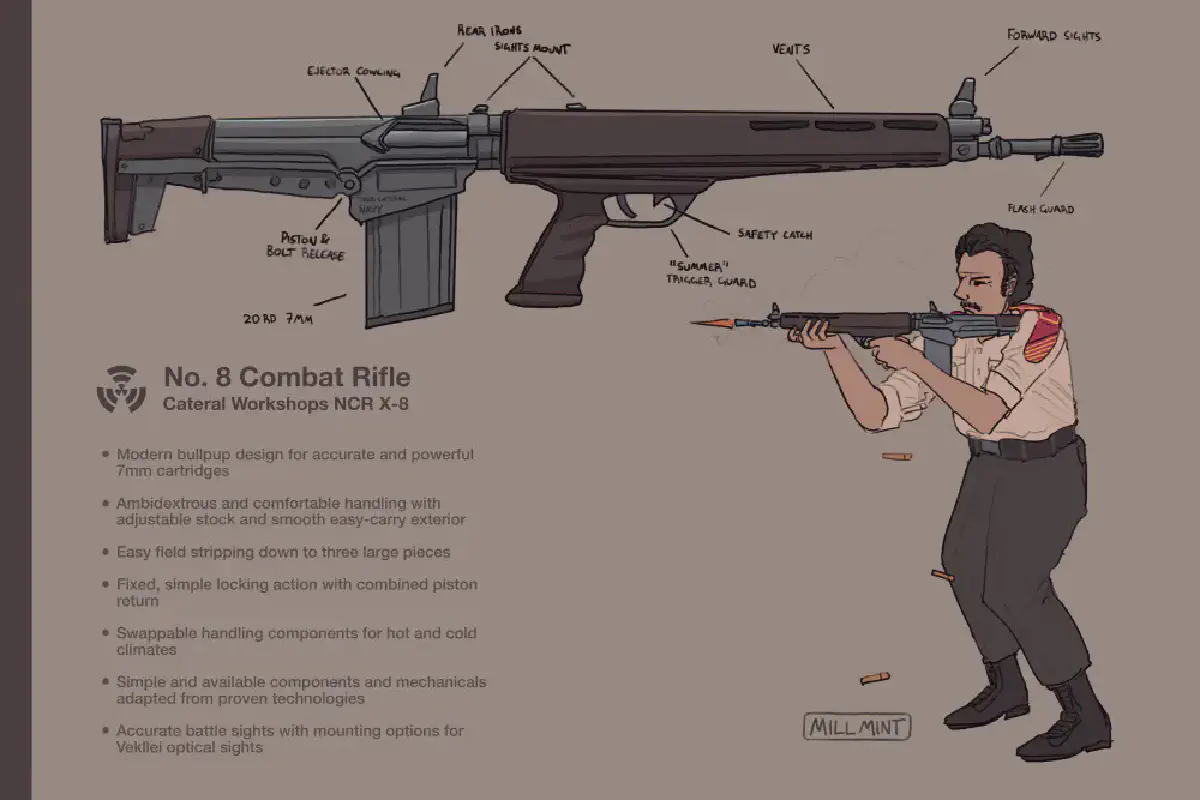 REAR IRONS
SIGHTS MOUNT
EJECTOR COWLING
VENTS
FORWARD SIGHTS
FLASH GUARD
SAFETY CATCH
"SUMMER"
TRIGGER GUARD
PISTON &
BOLT RELEASE
20 RD 7MM
NAVY
No. 8 Combat Rifle
Cateral Workshops NCR X-8
• Modern bullpup design for accurate and powerful
7mm cartridges
• Ambidextrous and comfortable handling with
adjustable stock and smooth easy-carry exterior
• Easy field stripping down to three large pieces
• Fixed, simple locking action with combined piston
return
• Swappable handling components for hot and cold
climates
• Simple and available components and mechanicals
adapted from proven technologies
• Accurate battle sights with mounting options for
Vekllei optical sights
MILLMINT